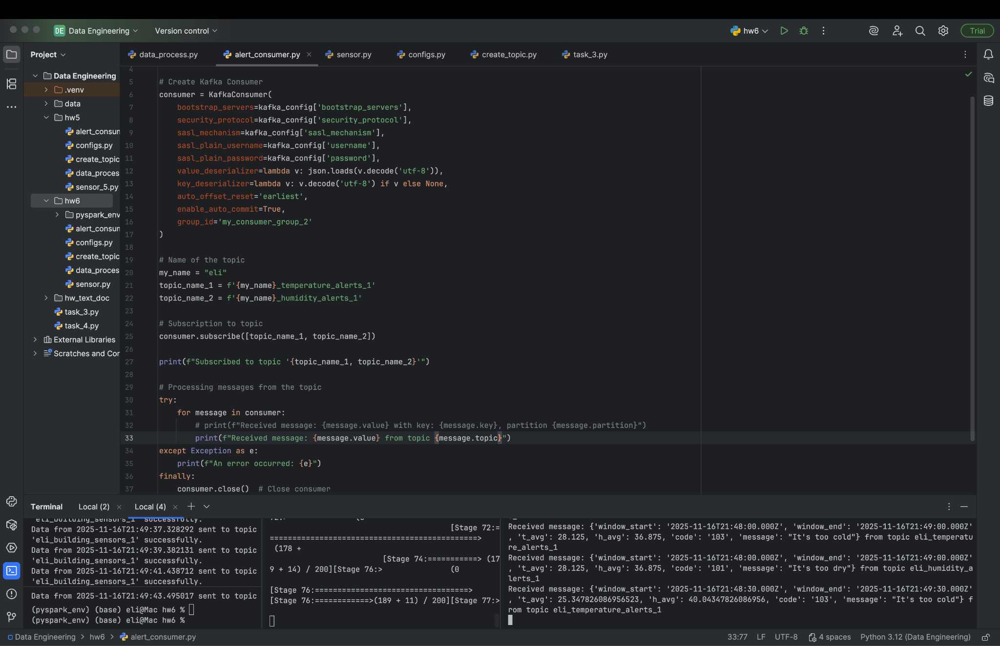 DE Data Engineering
Version control
hw6
Trial
Project
data_process.py
alert_consumer.py
sensor.py
configs.py
create_topic.py
task_3.py
Data Engineering
.venv
data
hw5
alert_consum
configs.py
create_topic
data_proces
sensor_5.py
hw6
pyspark_env
alert_consum
configs.py
create_topic
data_proces
sensor.py
hw_text_doc
task_3.py
task_4.py
External Libraries
Scratches and Cor
4
5 # Create Kafka Consumer
6 consumer = KafkaConsumer(
7 bootstrap_servers=kafka_config['bootstrap_servers'],
8 security_protocol=kafka_config['security_protocol'],
9 sasl_mechanism=kafka_config['sasl_mechanism'],
10 sasl_plain_username=kafka_config['username'],
11 sasl_plain_password=kafka_config['password'],
12 value_deserializer=lambda v: json.loads(v.decode('utf-8')),
13 key_deserializer=lambda v: v.decode('utf-8') if v else None,
14 auto_offset_reset='earliest',
15 enable_auto_commit=True,
16 group_id='my_consumer_group_2'
17 )
18
19 # Name of the topic
20 my_name = "eli"
21 topic_name_1 = f'{my_name}_temperature_alerts_1'
22 topic_name_2 = f'{my_name}_humidity_alerts_1'
23
24 # Subscription to topic
25 consumer.subscribe([topic_name_1, topic_name_2])
26
27 print(f"Subscribed to topic '{topic_name_1, topic_name_2}'")
28
29 # Processing messages from the topic
30 try:
31 for message in consumer:
32 # print(f"Received message: {message.value} with key: {message.key}, partition {message.partition}")
33 print(f"Received message: {message.value} from topic {message.topic}")
34 except Exception as e:
35 print(f"An error occurred: {e}")
36 finally:
37 consumer.close() # Close consumer
Terminal
Local (2)
Local (4)
'eli_building_sensors_1' successfully.
Data from 2025-11-16T21:49:37.328292 sent to topic
'eli_building_sensors_1' successfully.
Data from 2025-11-16T21:49:39.382131 sent to topic
'eli_building_sensors_1' successfully.
Data from 2025-11-16T21:49:41.438712 sent to topic
'eli_building_sensors_1' successfully.
Data from 2025-11-16T21:49:43.495017 sent to topic
(pyspark_env) (base) eli@Mac hw6 %
(pyspark_env) (base) eli@Mac hw6 %
[Stage 72:=
==============================================>
(178 +
[Stage 74:===========> (17
9 + 14) / 200][Stage 76:> (0
[Stage 76:==================================>
[Stage 76:============>(189 + 11) / 200][Stage 77:>
Received message: {'window_start': '2025-11-16T21:48:00.000Z', 'window_end': '2025-11-16T21:49:00.000Z'
, 't_avg': 28.125, 'h_avg': 36.875, 'code': '103', 'message': "It's too cold"} from topic eli_temperatu
re_alerts_1
Received message: {'window_start': '2025-11-16T21:48:00.000Z', 'window_end': '2025-11-16T21:49:00.000Z'
, 't_avg': 28.125, 'h_avg': 36.875, 'code': '101', 'message': "It's too dry"} from topic eli_humidity_a
lerts_1
Received message: {'window_start': '2025-11-16T21:48:30.000Z', 'window_end': '2025-11-16T21:49:30.000Z'
, 't_avg': 25.347826086956523, 'h_avg': 40.04347826086956, 'code': '103', 'message': "It's too cold"} f
rom topic eli_temperature_alerts_1
Data Engineering > hw6 > alert_consumer.py
33:77
LF
UTF-8
4 spaces
Python 3.12 (Data Engineering)